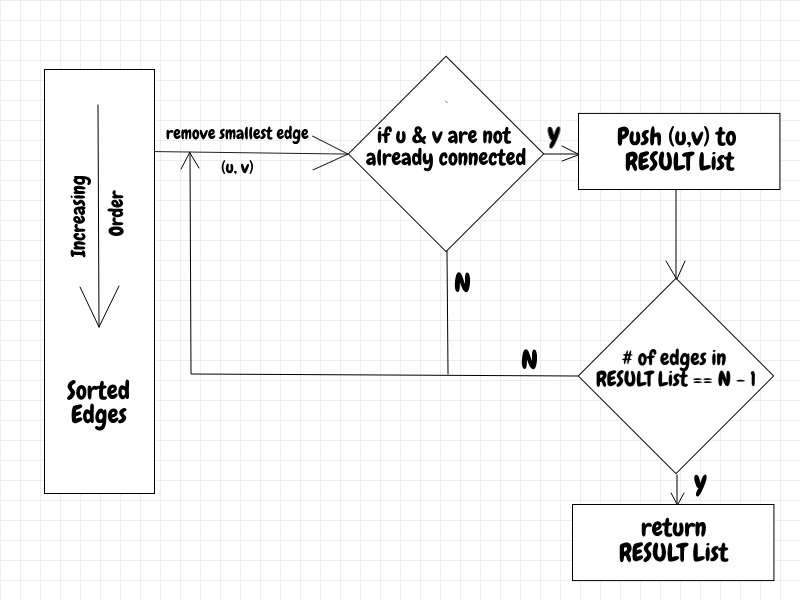 remove smallest edge
(u, v)
if u & v are not
already connected
Y
Push (u,v) to
RESULT List
Increasing
Order
Sorted
Edges
N
N
# of edges in
RESULT List == N - 1
Y
return
RESULT List